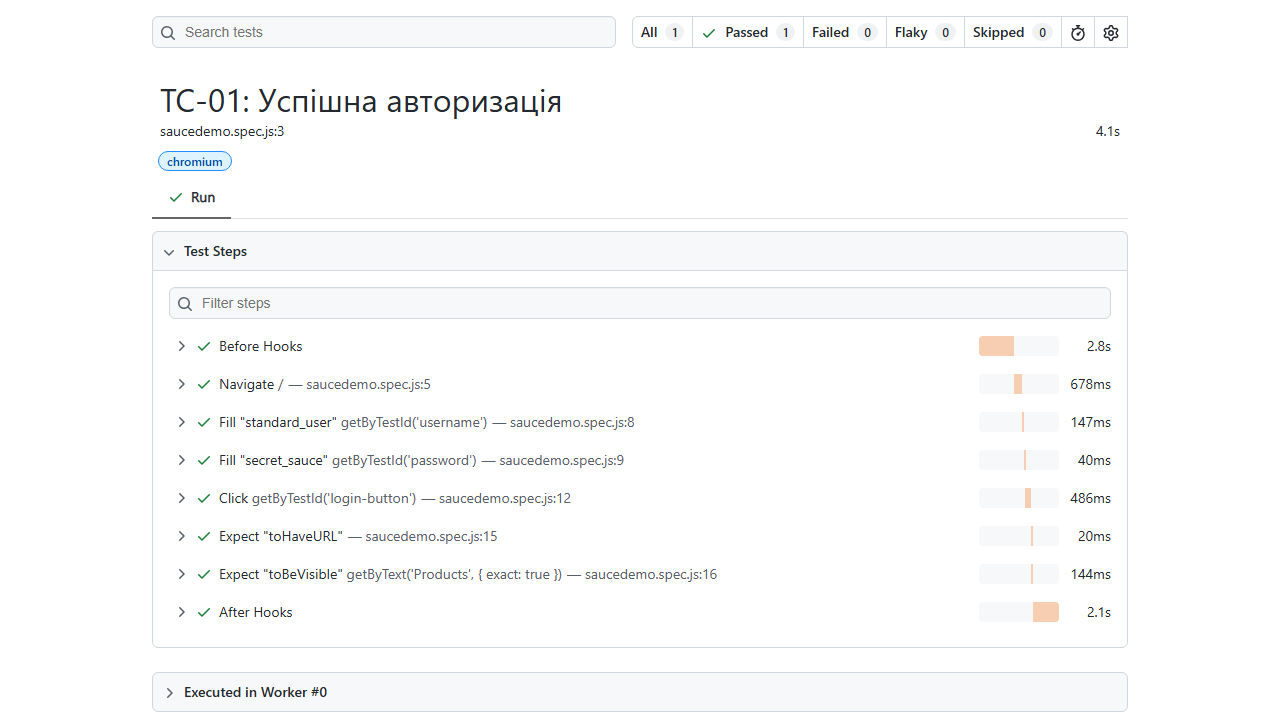 Search tests
All 1 Passed 1 Failed 0 Flaky 0 Skipped 0
TC-01: Успішна авторизація
saucedemo.spec.js:3 4.1s
chromium
Run
Test Steps
Filter steps
Before Hooks 2.8s
Navigate / — saucedemo.spec.js:5 678ms
Fill "standard_user" getByTestId('username') — saucedemo.spec.js:8 147ms
Fill "secret_sauce" getByTestId('password') — saucedemo.spec.js:9 40ms
Click getByTestId('login-button') — saucedemo.spec.js:12 486ms
Expect "toHaveURL" — saucedemo.spec.js:15 20ms
Expect "toBeVisible" getByText('Products', { exact: true }) — saucedemo.spec.js:16 144ms
After Hooks 2.1s
Executed in Worker #0